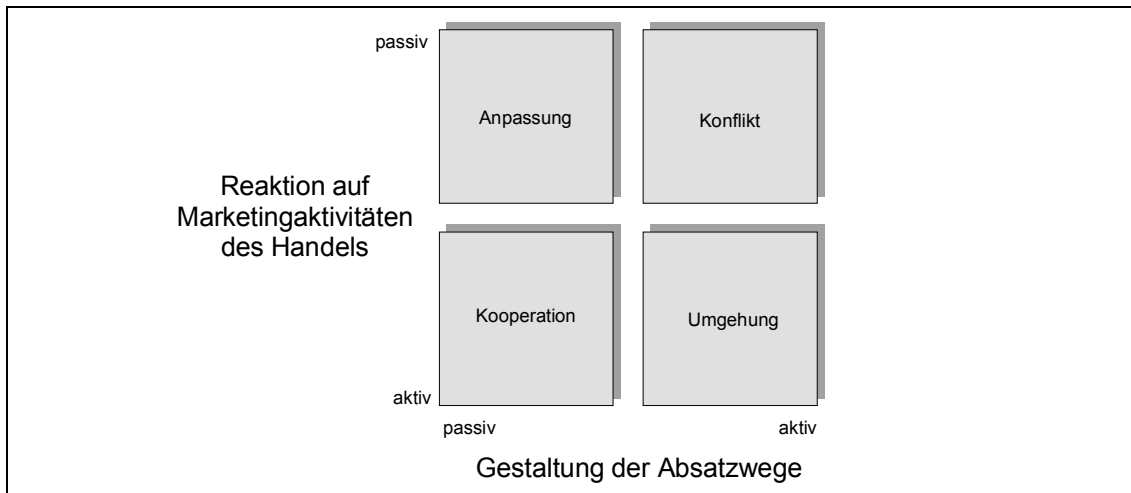 passiv
Anpassung
Konflikt
Reaktion auf
Marketingaktivitäten
des Handels
Kooperation
Umgehung
aktiv
passiv
aktiv
Gestaltung der Absatzwege